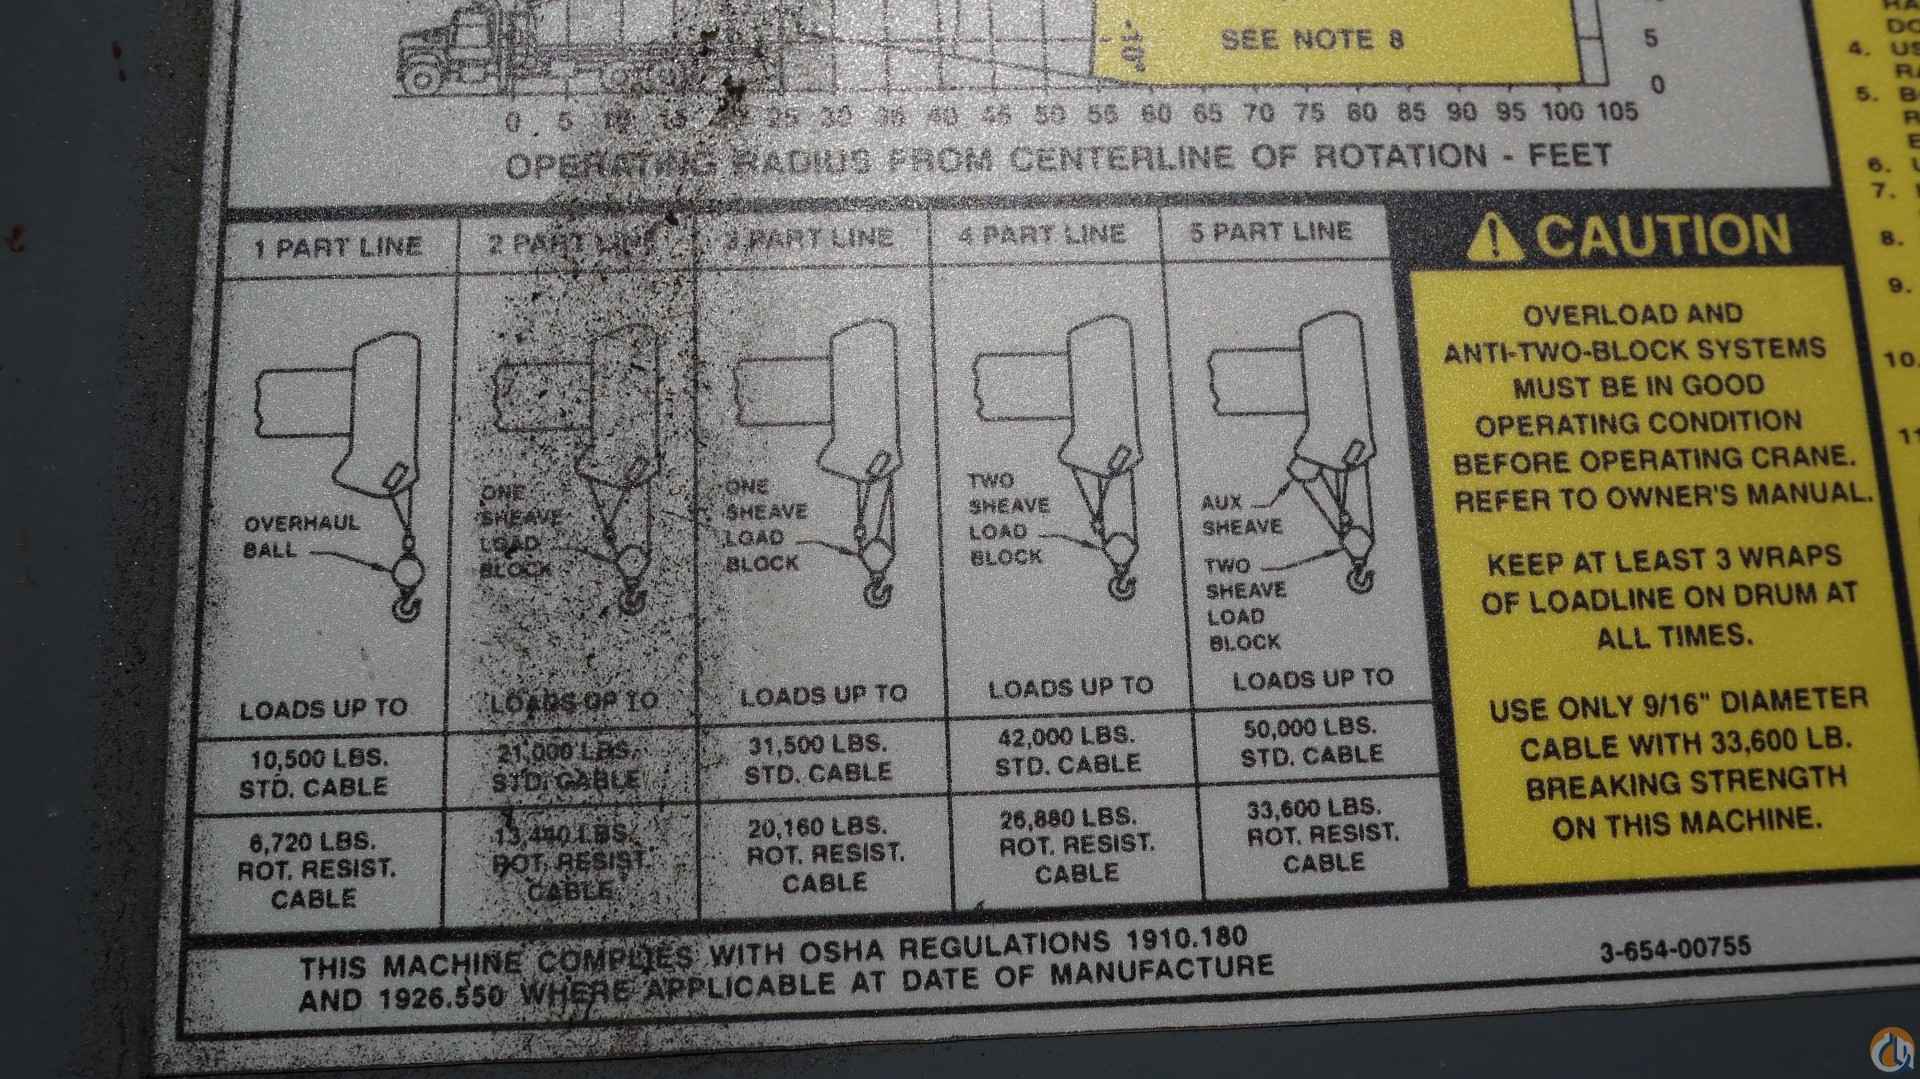 SEE NOTE 8
5
0
0 5 10 15 25 30 35 40 45 50 55 60 65 70 75 80 85 90 95 100 105
OPERATING RADIUS FROM CENTERLINE OF ROTATION - FEET
1 PART LINE
OVERHAUL
BALL
LOADS UP TO
10,500 LBS.
STD. CABLE
6,720 LBS.
ROT. RESIST.
CABLE
2 PART LINE
ONE
SHEAVE
LOAD
BLOCK
LOADS UP TO
21,000 LBS.
STD. CABLE
13,440 LBS.
ROT. RESIST.
CABLE
3 PART LINE
ONE
SHEAVE
LOAD
BLOCK
LOADS UP TO
31,500 LBS.
STD. CABLE
20,160 LBS.
ROT. RESIST.
CABLE
4 PART LINE
TWO
SHEAVE
LOAD
BLOCK
LOADS UP TO
42,000 LBS.
STD. CABLE
26,880 LBS.
ROT. RESIST.
CABLE
5 PART LINE
AUX
SHEAVE
TWO
SHEAVE
LOAD
BLOCK
LOADS UP TO
50,000 LBS.
STD. CABLE
33,600 LBS.
ROT. RESIST.
CABLE
CAUTION
OVERLOAD AND
ANTI-TWO-BLOCK SYSTEMS
MUST BE IN GOOD
OPERATING CONDITION
BEFORE OPERATING CRANE.
REFER TO OWNER'S MANUAL.
KEEP AT LEAST 3 WRAPS
OF LOADLINE ON DRUM AT
ALL TIMES.
USE ONLY 9/16" DIAMETER
CABLE WITH 33,600 LB.
BREAKING STRENGTH
ON THIS MACHINE.
4.
5.
6.
7.
8.
9.
10.
11
THIS MACHINE COMPLIES WITH OSHA REGULATIONS 1910.180
AND 1926.550 WHERE APPLICABLE AT DATE OF MANUFACTURE
3-654-00755